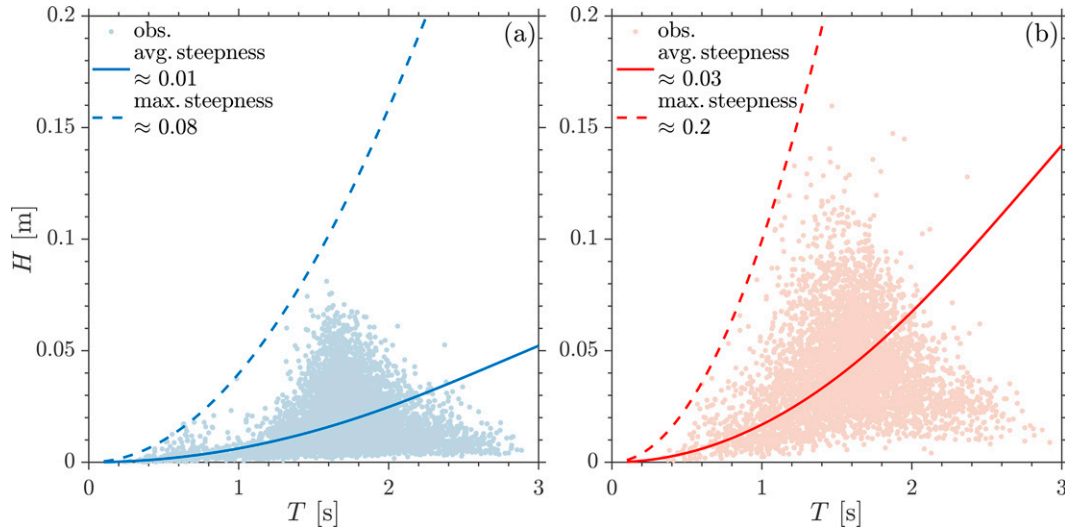 0.2
0.15
0.1
0.05
0
H [m]
0
1
2
3
T [s]
obs.
avg. steepness
≈ 0.01
max. steepness
≈ 0.08
(a)
0.2
0.15
0.1
0.05
0
0
1
2
3
T [s]
obs.
avg. steepness
≈ 0.03
max. steepness
≈ 0.2
(b)